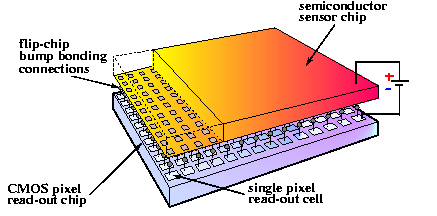 semiconductor
sensor chip
flip-chip
bump bonding
connections
+
-
CMOS pixel
read-out chip
single pixel
read-out cell